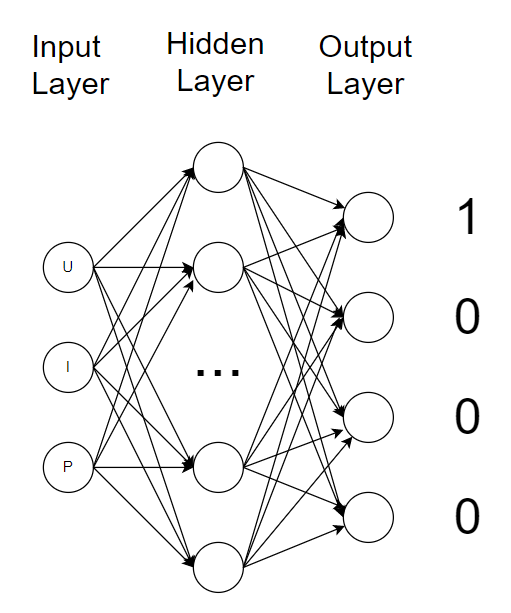 Input
Layer
Hidden
Layer
Output
Layer
U
I
P
...
1
0
0
0